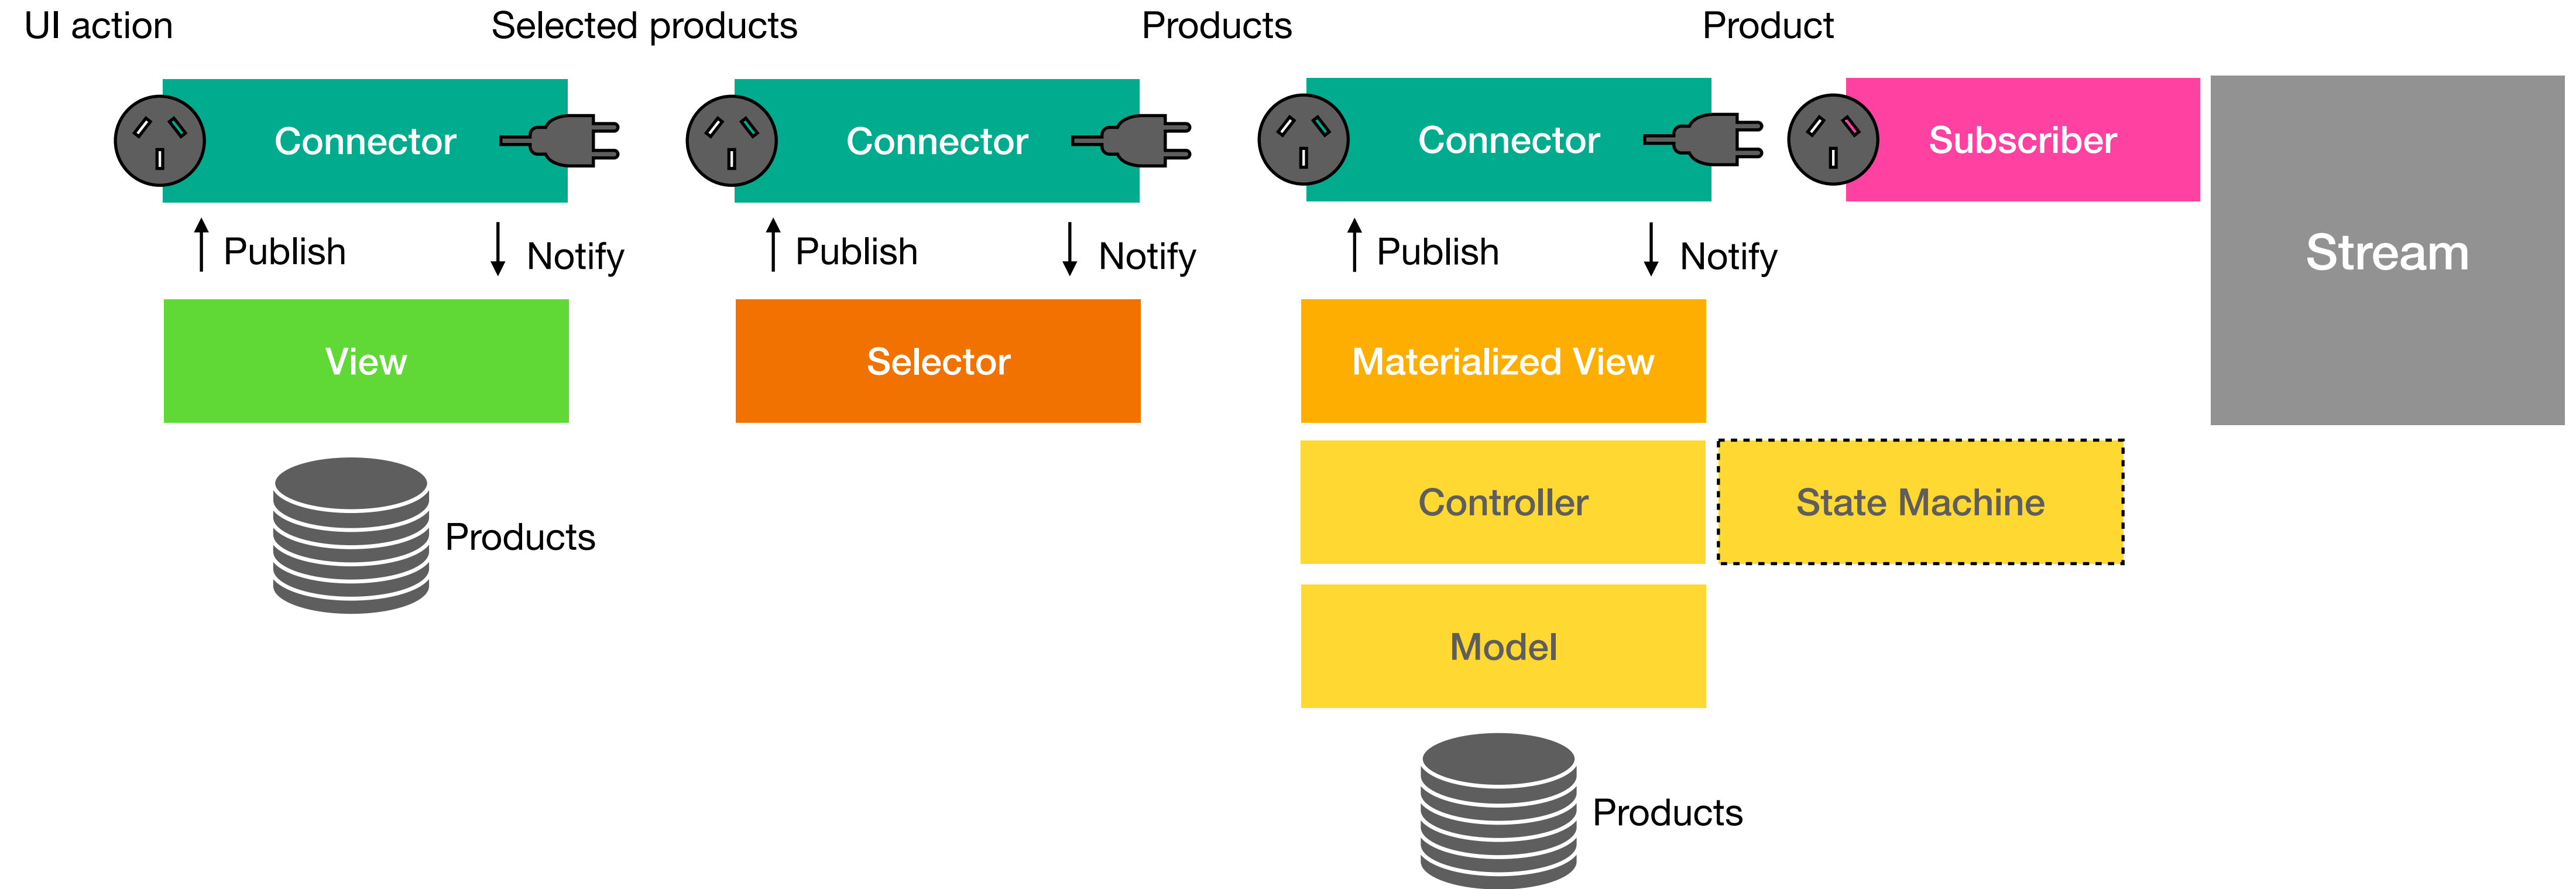 UI action
Selected products
Products
Product
Connector
Connector
Connector
Subscriber
Stream
Publish
Notify
Publish
Notify
Publish
Notify
View
Selector
Materialized View
Controller
State Machine
Products
Model
Products